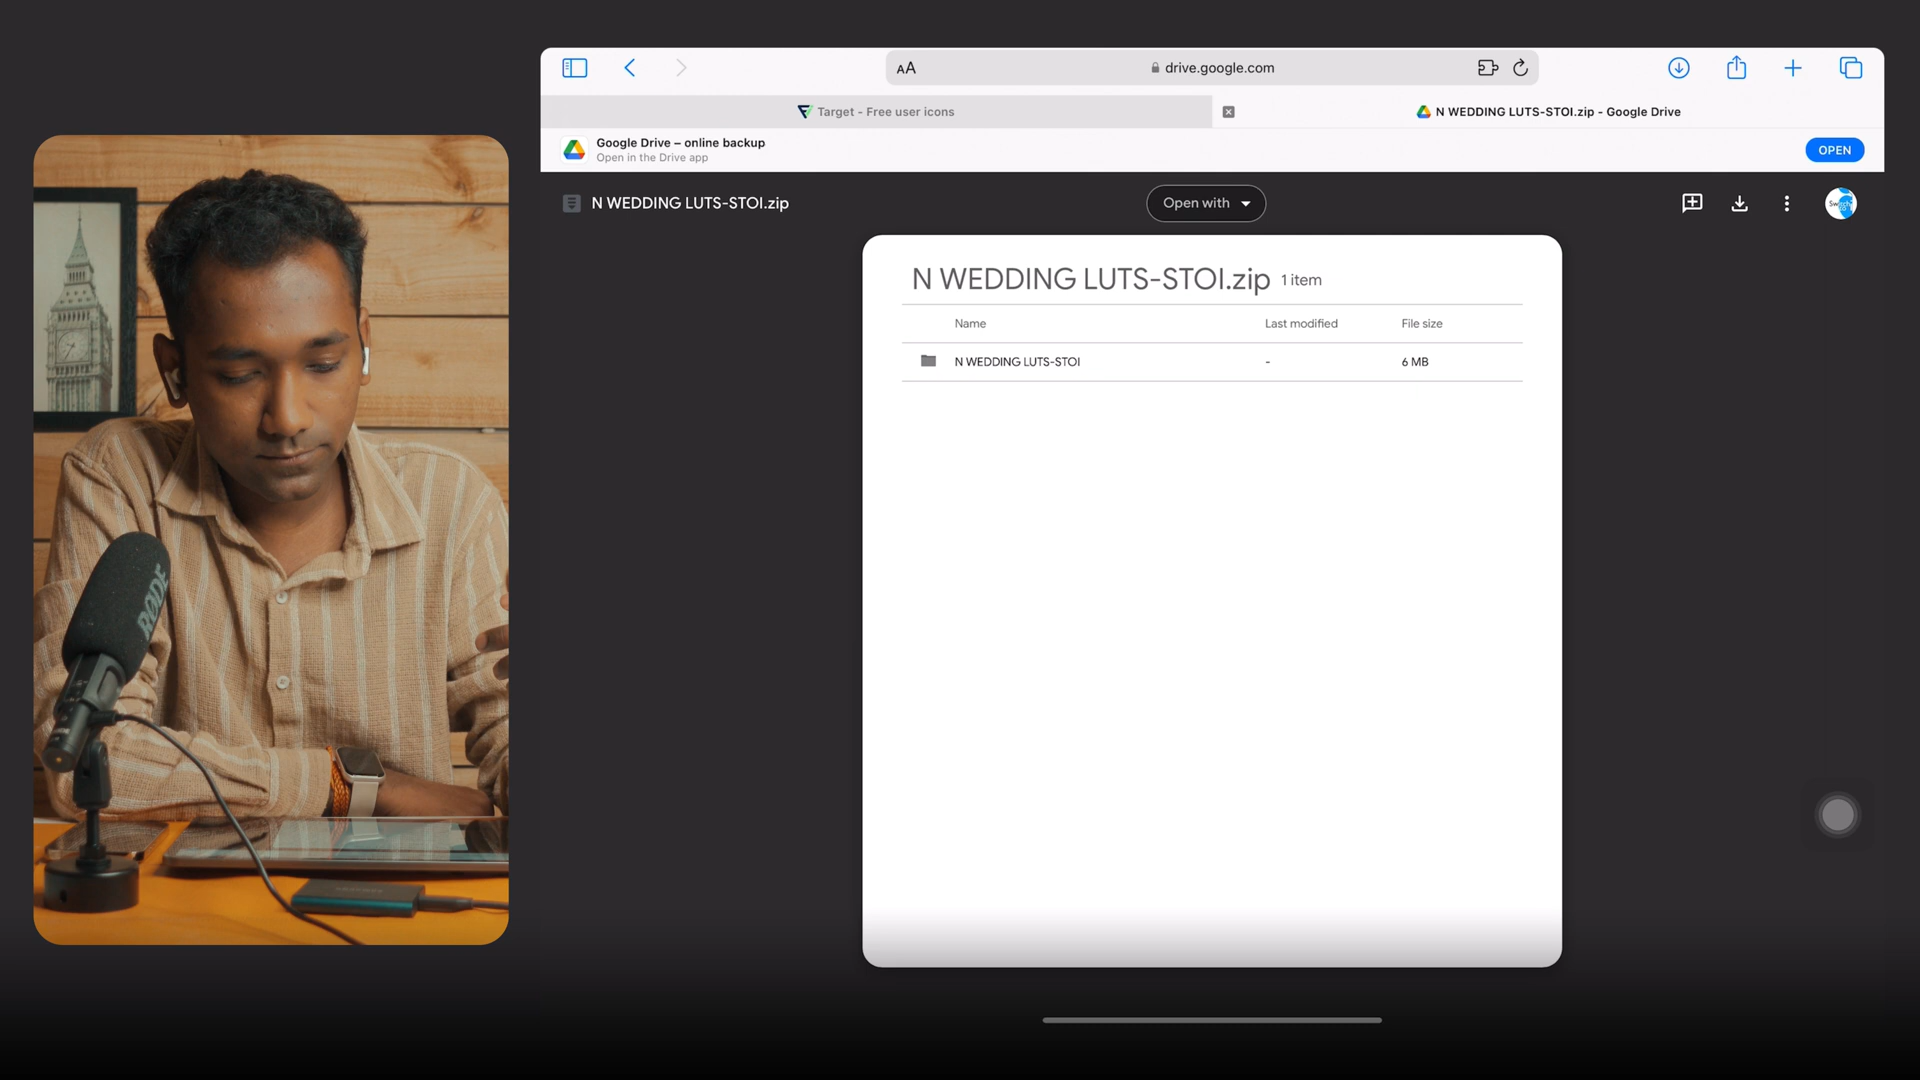 AA
drive.google.com
Target - Free user icons
N WEDDING LUTS-STOI.zip - Google Drive
Google Drive – online backup
Open in the Drive app
OPEN
N WEDDING LUTS-STOI.zip
Open with
N WEDDING LUTS-STOI.zip 1 item
Name Last modified File size
N WEDDING LUTS-STOI - 6 MB
RØDE